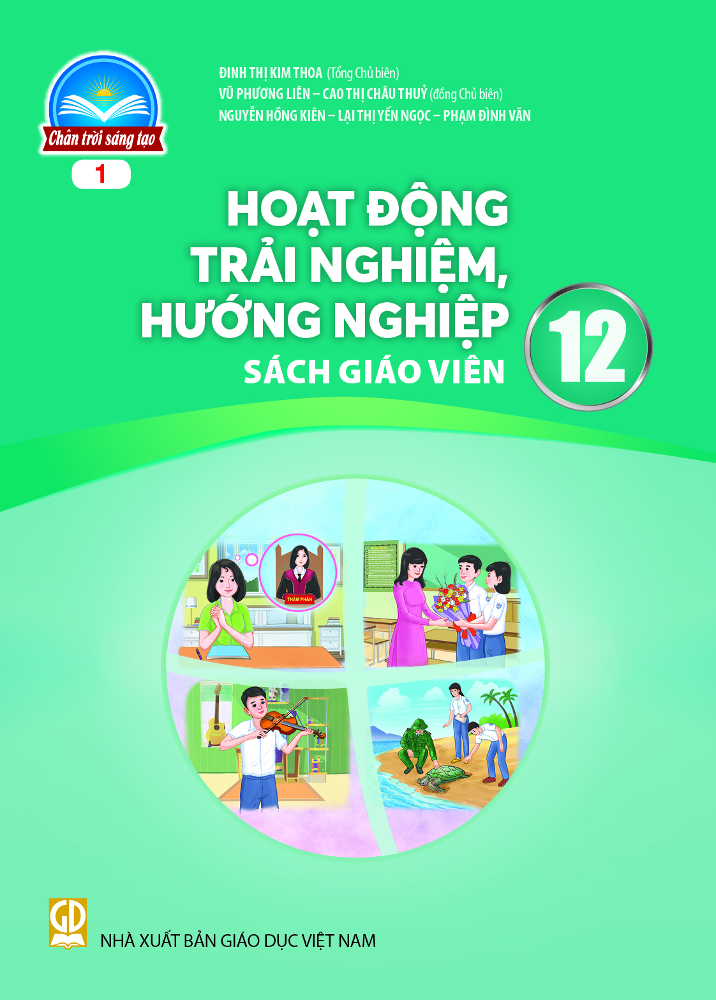 ĐINH THỊ KIM THOA (Tổng Chủ biên)
VŨ PHƯƠNG LIÊN – CAO THỊ CHÂU THUỶ (đồng Chủ biên)
NGUYỄN HỒNG KIÊN – LẠI THỊ YẾN NGỌC – PHẠM ĐÌNH VĂN
Chân trời sáng tạo
1
HOẠT ĐỘNG
TRẢI NGHIỆM,
HƯỚNG NGHIỆP
SÁCH GIÁO VIÊN
12
THẨM PHÁN
GD
NHÀ XUẤT BẢN GIÁO DỤC VIỆT NAM